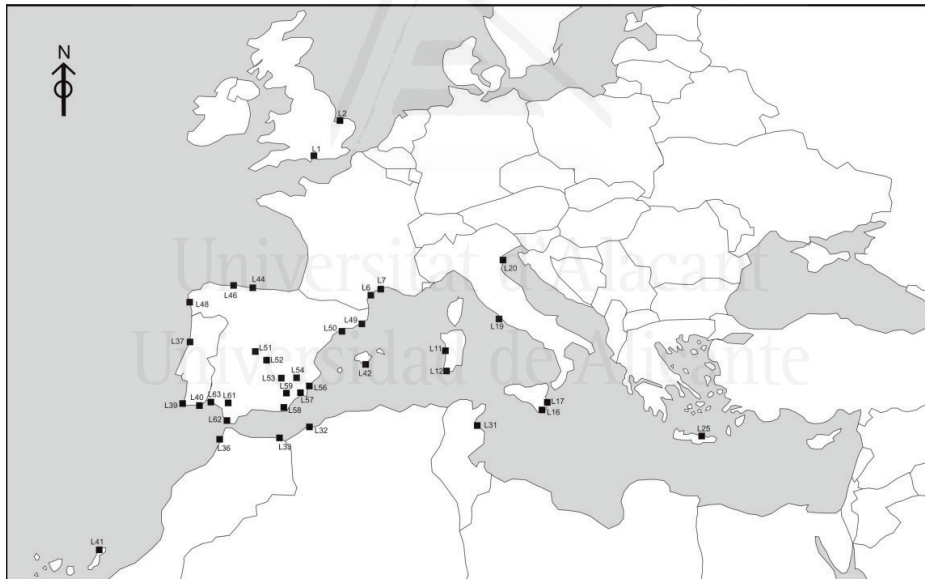 N
L2
L1
Universitat d'Alacant
L20
L7
L6
L44
L46
L48
L49
L50
L19
Universidad de Alicante
L37
L51
L52
L11
L12
L42
L53
L54
L59
L56
L57
L58
L17
L16
L39
L40
L63
L61
L62
L32
L33
L36
L31
L25
L41